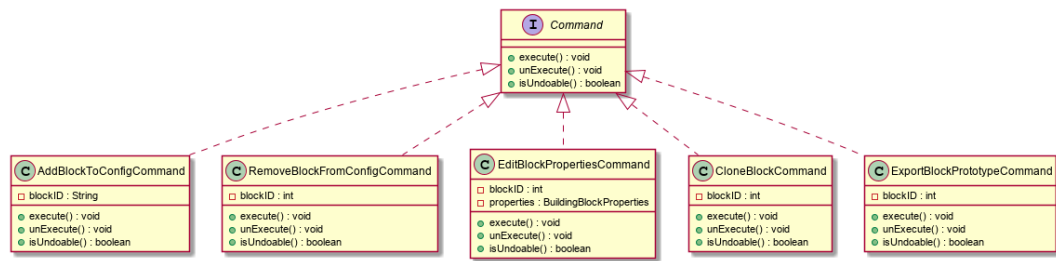 I Command
execute() : void
unExecute() : void
isUndoable() : boolean
C AddBlockToConfigCommand
blockID : String
execute() : void
unExecute() : void
isUndoable() : boolean
C RemoveBlockFromConfigCommand
blockID : int
execute() : void
unExecute() : void
isUndoable() : boolean
C EditBlockPropertiesCommand
blockID : int
properties : BuildingBlockProperties
execute() : void
unExecute() : void
isUndoable() : boolean
C CloneBlockCommand
blockID : int
execute() : void
unExecute() : void
isUndoable() : boolean
C ExportBlockPrototypeCommand
blockID : int
execute() : void
unExecute() : void
isUndoable() : boolean